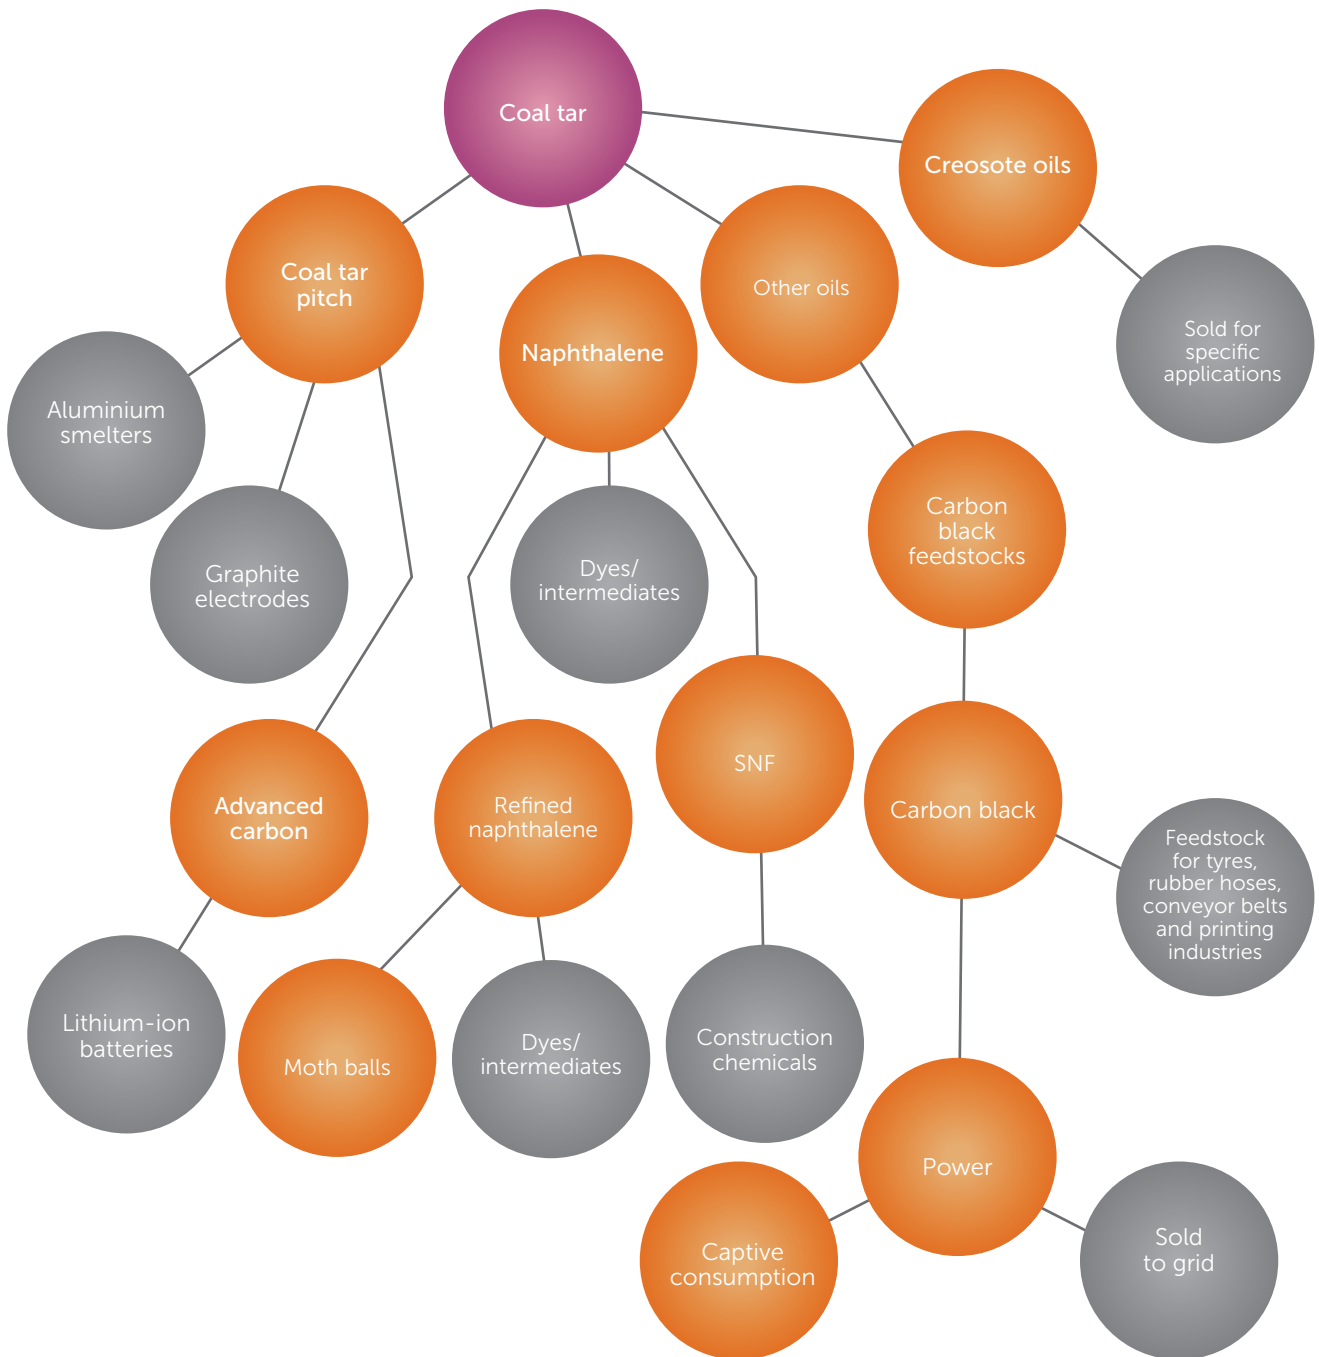 Coal tar
Creosote oils
Coal tar
pitch
Other oils
Naphthalene
Sold for
specific
applications
Aluminium
smelters
Carbon
black
feedstocks
Graphite
electrodes
Dyes/
intermediates
SNF
Advanced
carbon
Refined
naphthalene
Carbon black
Feedstock
for tyres,
rubber hoses,
conveyor belts
and printing
industries
Lithium-ion
batteries
Moth balls
Dyes/
intermediates
Construction
chemicals
Power
Captive
consumption
Sold
to grid